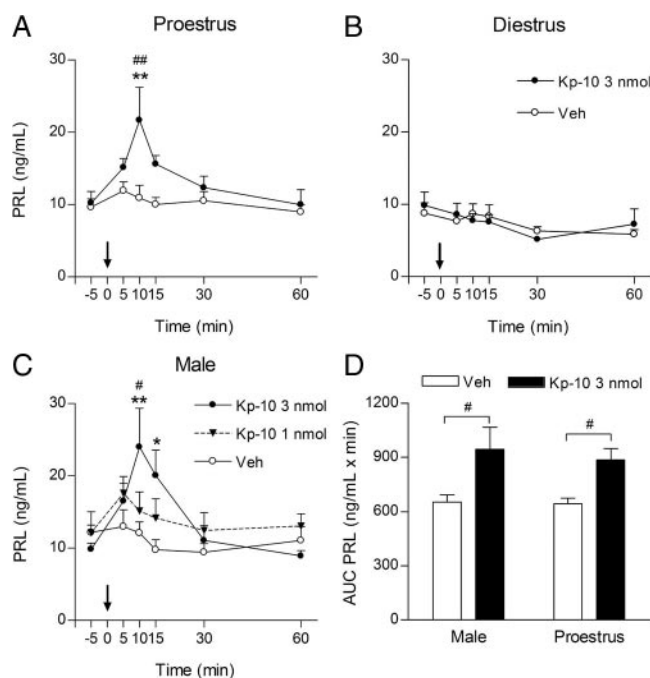 A
Proestrus
30
20
10
0
PRL (ng/mL)
##
**
-5 0 5 1015 30 60
Time (min)
B
Diestrus
30
20
10
0
PRL (ng/mL)
Kp-10 3 nmol
Veh
-5 0 5 1015 30 60
Time (min)
C
Male
30
20
10
0
PRL (ng/mL)
#
**
*
Kp-10 3 nmol
Kp-10 1 nmol
Veh
-5 0 5 1015 30 60
Time (min)
D
Veh Kp-10 3 nmol
1200
900
600
300
0
AUC PRL (ng/mL x min)
#
#
Male Proestrus